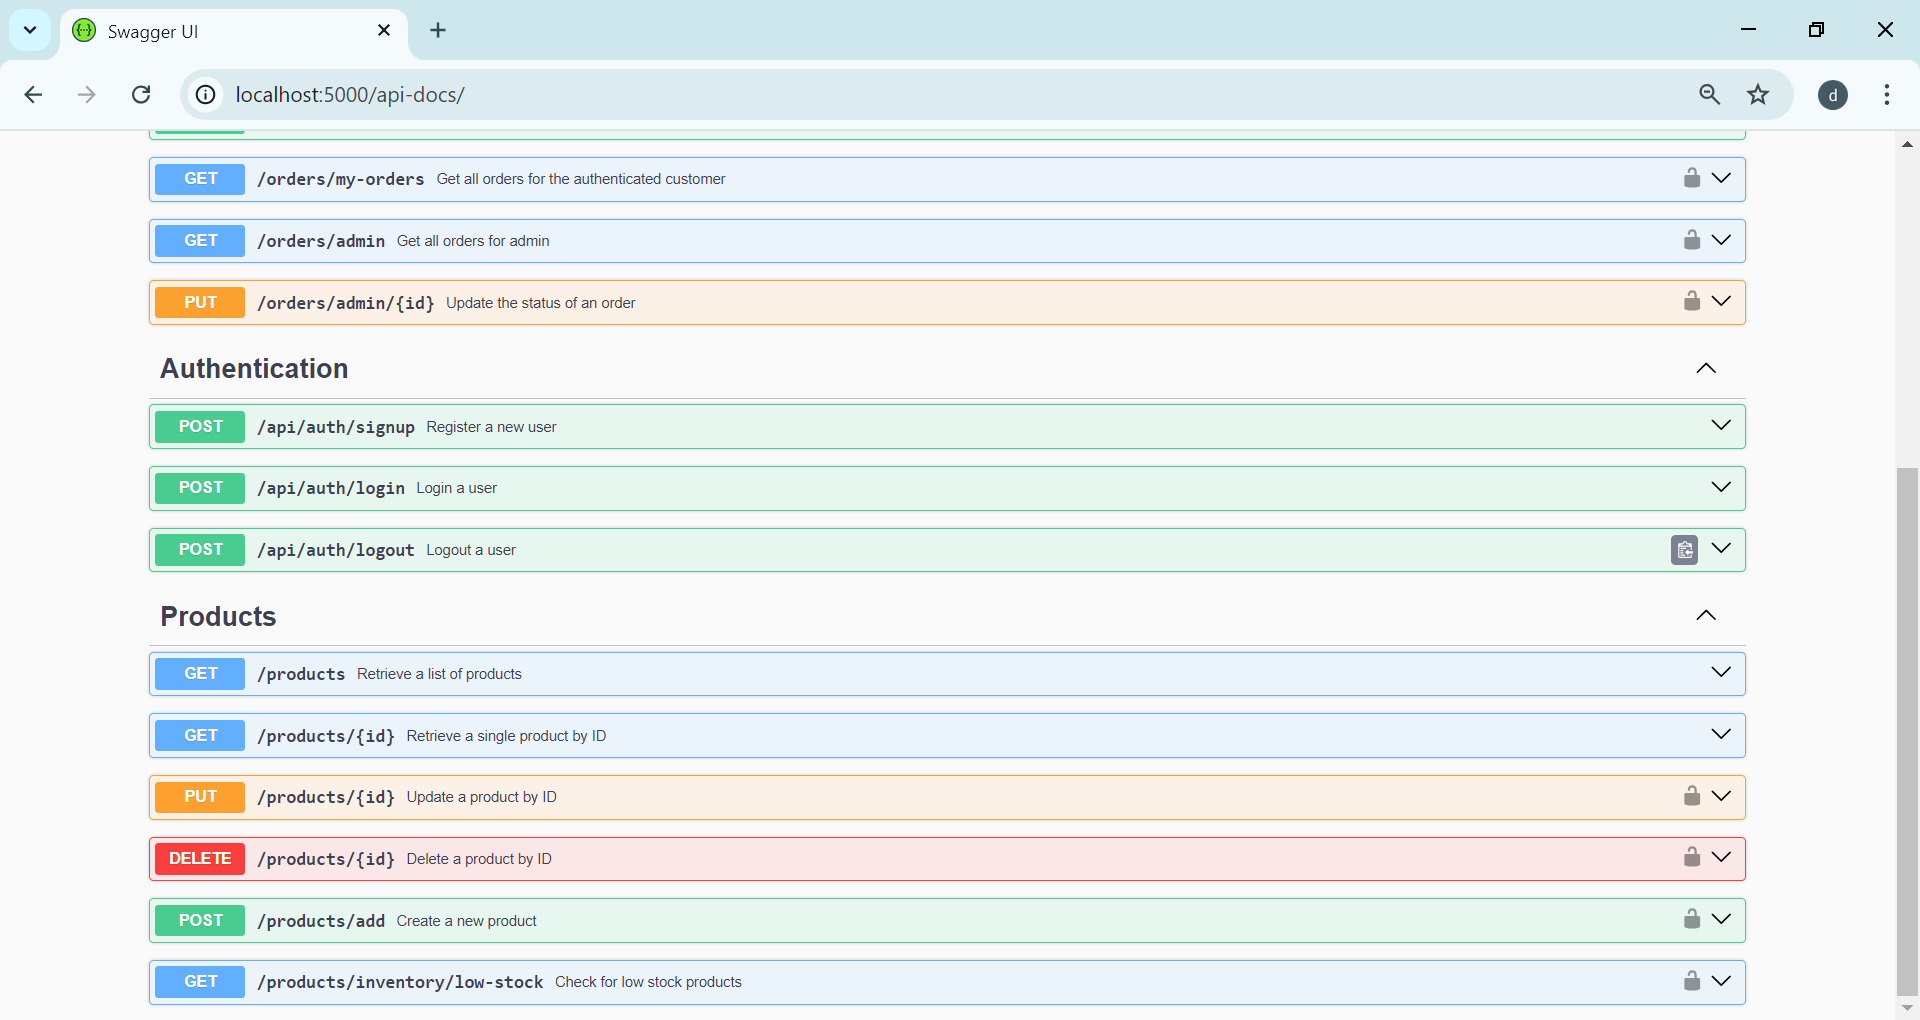 Swagger UI
localhost:5000/api-docs/
d
GET /orders/my-orders Get all orders for the authenticated customer
GET /orders/admin Get all orders for admin
PUT /orders/admin/{id} Update the status of an order
Authentication
POST /api/auth/signup Register a new user
POST /api/auth/login Login a user
POST /api/auth/logout Logout a user
Products
GET /products Retrieve a list of products
GET /products/{id} Retrieve a single product by ID
PUT /products/{id} Update a product by ID
DELETE /products/{id} Delete a product by ID
POST /products/add Create a new product
GET /products/inventory/low-stock Check for low stock products